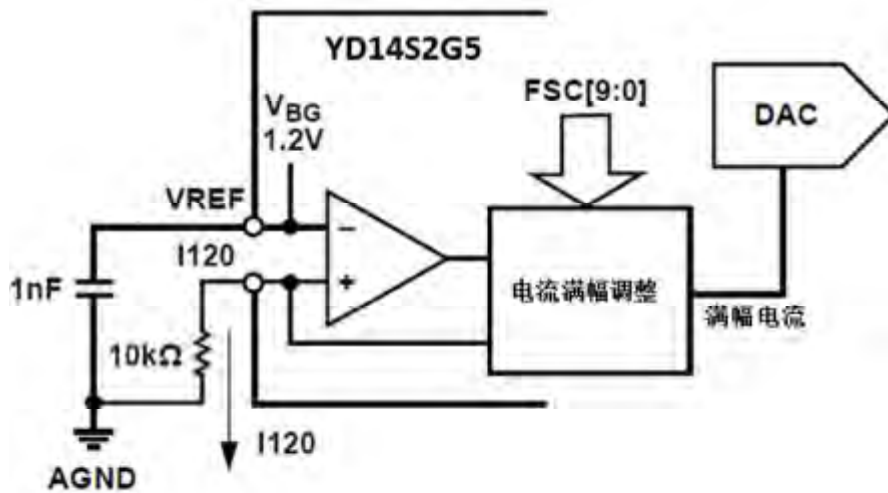 YD14S2G5
V_BG
1.2V
FSC[9:0]
DAC
VREF
−
I120
+
1nF
电流满幅调整
满幅电流
10kΩ
I120
AGND